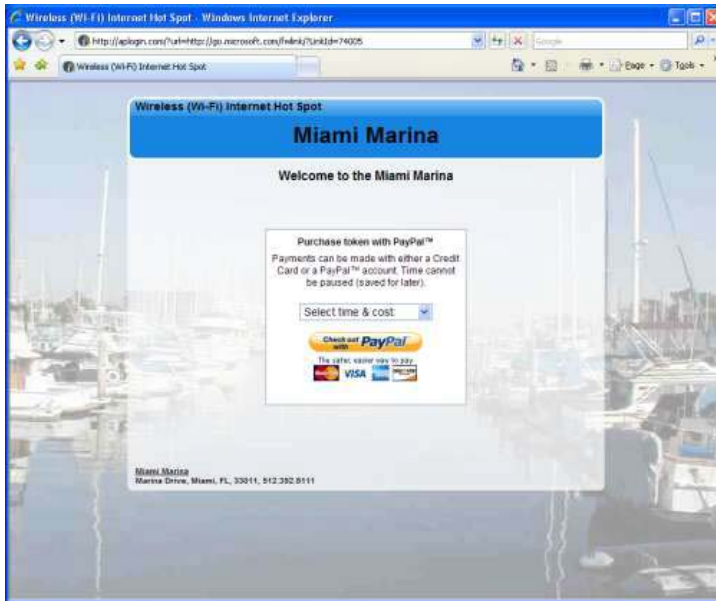 Wireless (Wi-Fi) Internet Hot Spot - Windows Internet Explorer
http://aplogin.com/?url=http://go.microsoft.com/fwlink/?LinkId=74005
Google
Wireless (Wi-Fi) Internet Hot Spot
Page
Tools
Wireless (Wi-Fi) Internet Hot Spot
Miami Marina
Welcome to the Miami Marina
Purchase token with PayPal™
Payments can be made with either a Credit
Card or a PayPal™ account. Time cannot
be paused (saved for later).
Select time & cost
Check out
with PayPal
The safer, easier way to pay
VISA
Miami Marina
Marina Drive, Miami, FL, 33011, 512.392.8111